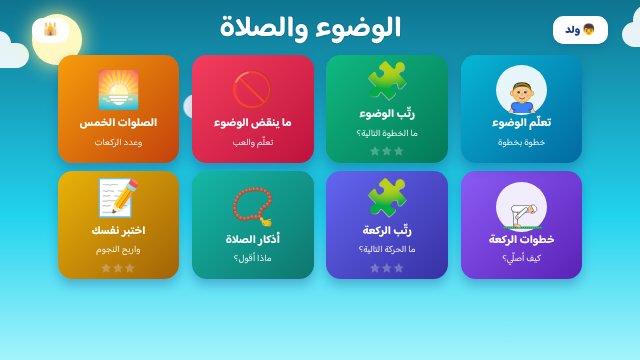 الوضوء والصلاة
ولد
تعلّم الوضوء
خطوة بخطوة
رتّب الوضوء
ما الخطوة التالية؟
ما ينقض الوضوء
تعلّم والعب
الصلوات الخمس
وعدد الركعات
خطوات الركعة
كيف أصلّي؟
رتّب الركعة
ما الحركة التالية؟
أذكار الصلاة
ماذا أقول؟
اختبر نفسك
واربح النجوم